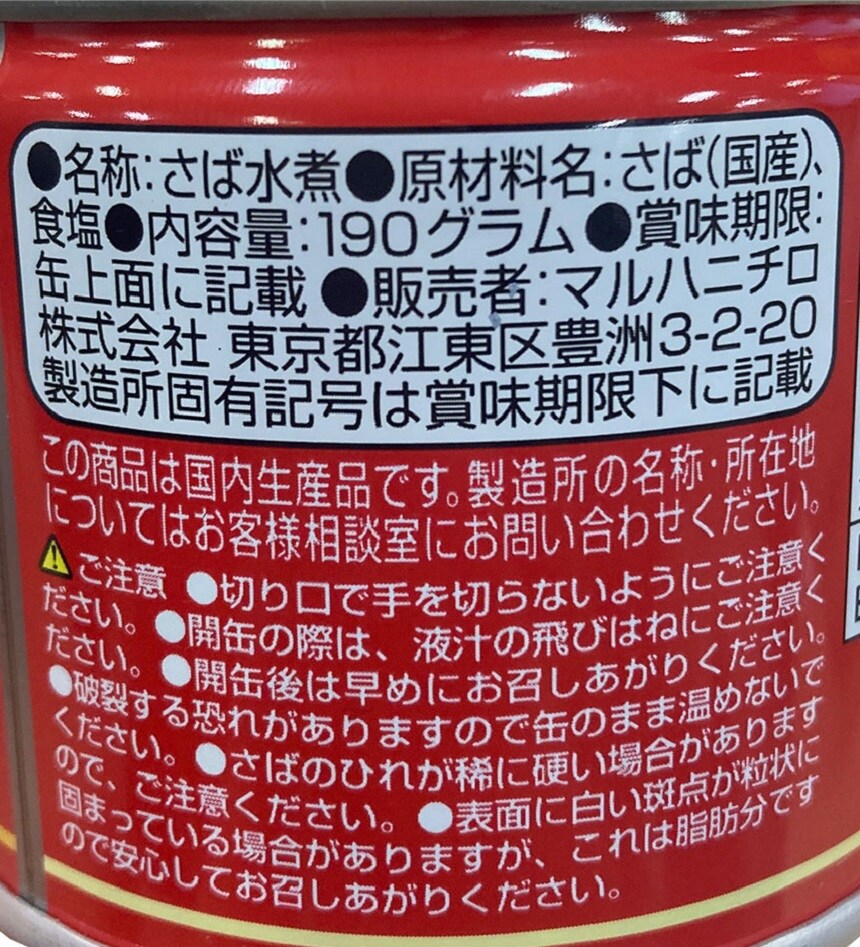 ●名称:さば水煮●原材料名:さば(国産)、
食塩●内容量:190グラム●賞味期限:
缶上面に記載●販売者:マルハニチロ
株式会社 東京都江東区豊洲3-2-20
製造所固有記号は賞味期限下に記載
この商品は国内生産品です。製造所の名称・所在地
についてはお客様相談室にお問い合わせください。
⚠ご注意 ●切り口で手を切らないようにご注意く
ださい。●開缶の際は、液汁の飛びはねにご注意く
ださい。●開缶後は早めにお召しあがりください。
●破裂する恐れがありますので缶のまま温めないで
ください。●さばのひれが稀に硬い場合があります
ので、ご注意ください。●表面に白い斑点が粒状に
固まっている場合がありますが、これは脂肪分です
ので安心してお召しあがりください。